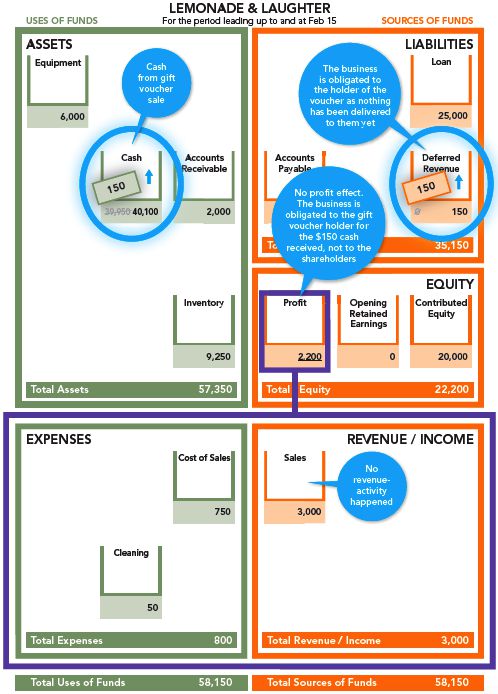 LEMONADE & LAUGHTER
USES OF FUNDS
For the period leading up to and at Feb 15
SOURCES OF FUNDS
ASSETS
Equipment
6,000
Cash
from gift
voucher
sale
Cash
150
39,950 40,100
Accounts
Receivable
2,000
Inventory
9,250
Total Assets
57,350
LIABILITIES
Loan
25,000
The business
is obligated to
the holder of the
voucher as nothing
has been delivered
to them yet
Accounts
Payable
Deferred
Revenue
150
0
150
No profit effect.
The business is
obligated to the gift
voucher holder for
the $150 cash
received, not to the
shareholders
35,150
EQUITY
Profit
2,200
Opening
Retained
Earnings
0
Contributed
Equity
20,000
Total Equity
22,200
EXPENSES
Cost of Sales
750
Cleaning
50
Total Expenses
800
REVENUE / INCOME
Sales
3,000
No
revenue-
activity
happened
Total Revenue / Income
3,000
Total Uses of Funds
58,150
Total Sources of Funds
58,150